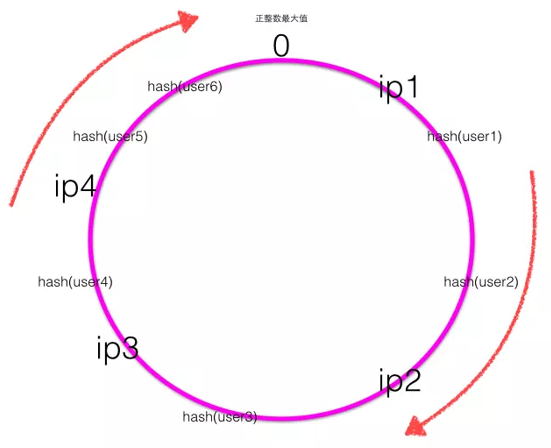 正整数最大值
0
ip1
hash(user6)
hash(user1)
hash(user5)
ip4
hash(user4)
hash(user2)
ip3
ip2
hash(user3)